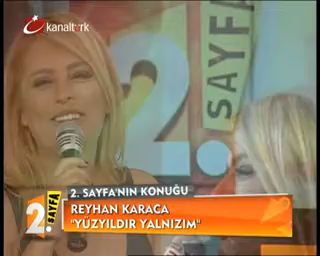 kanaltürk
2.
SAYFA
2. SAYFA'NIN KONUĞU
REYHAN KARACA
"YÜZYILDIR YALNIZIM"
2.
SAYFA